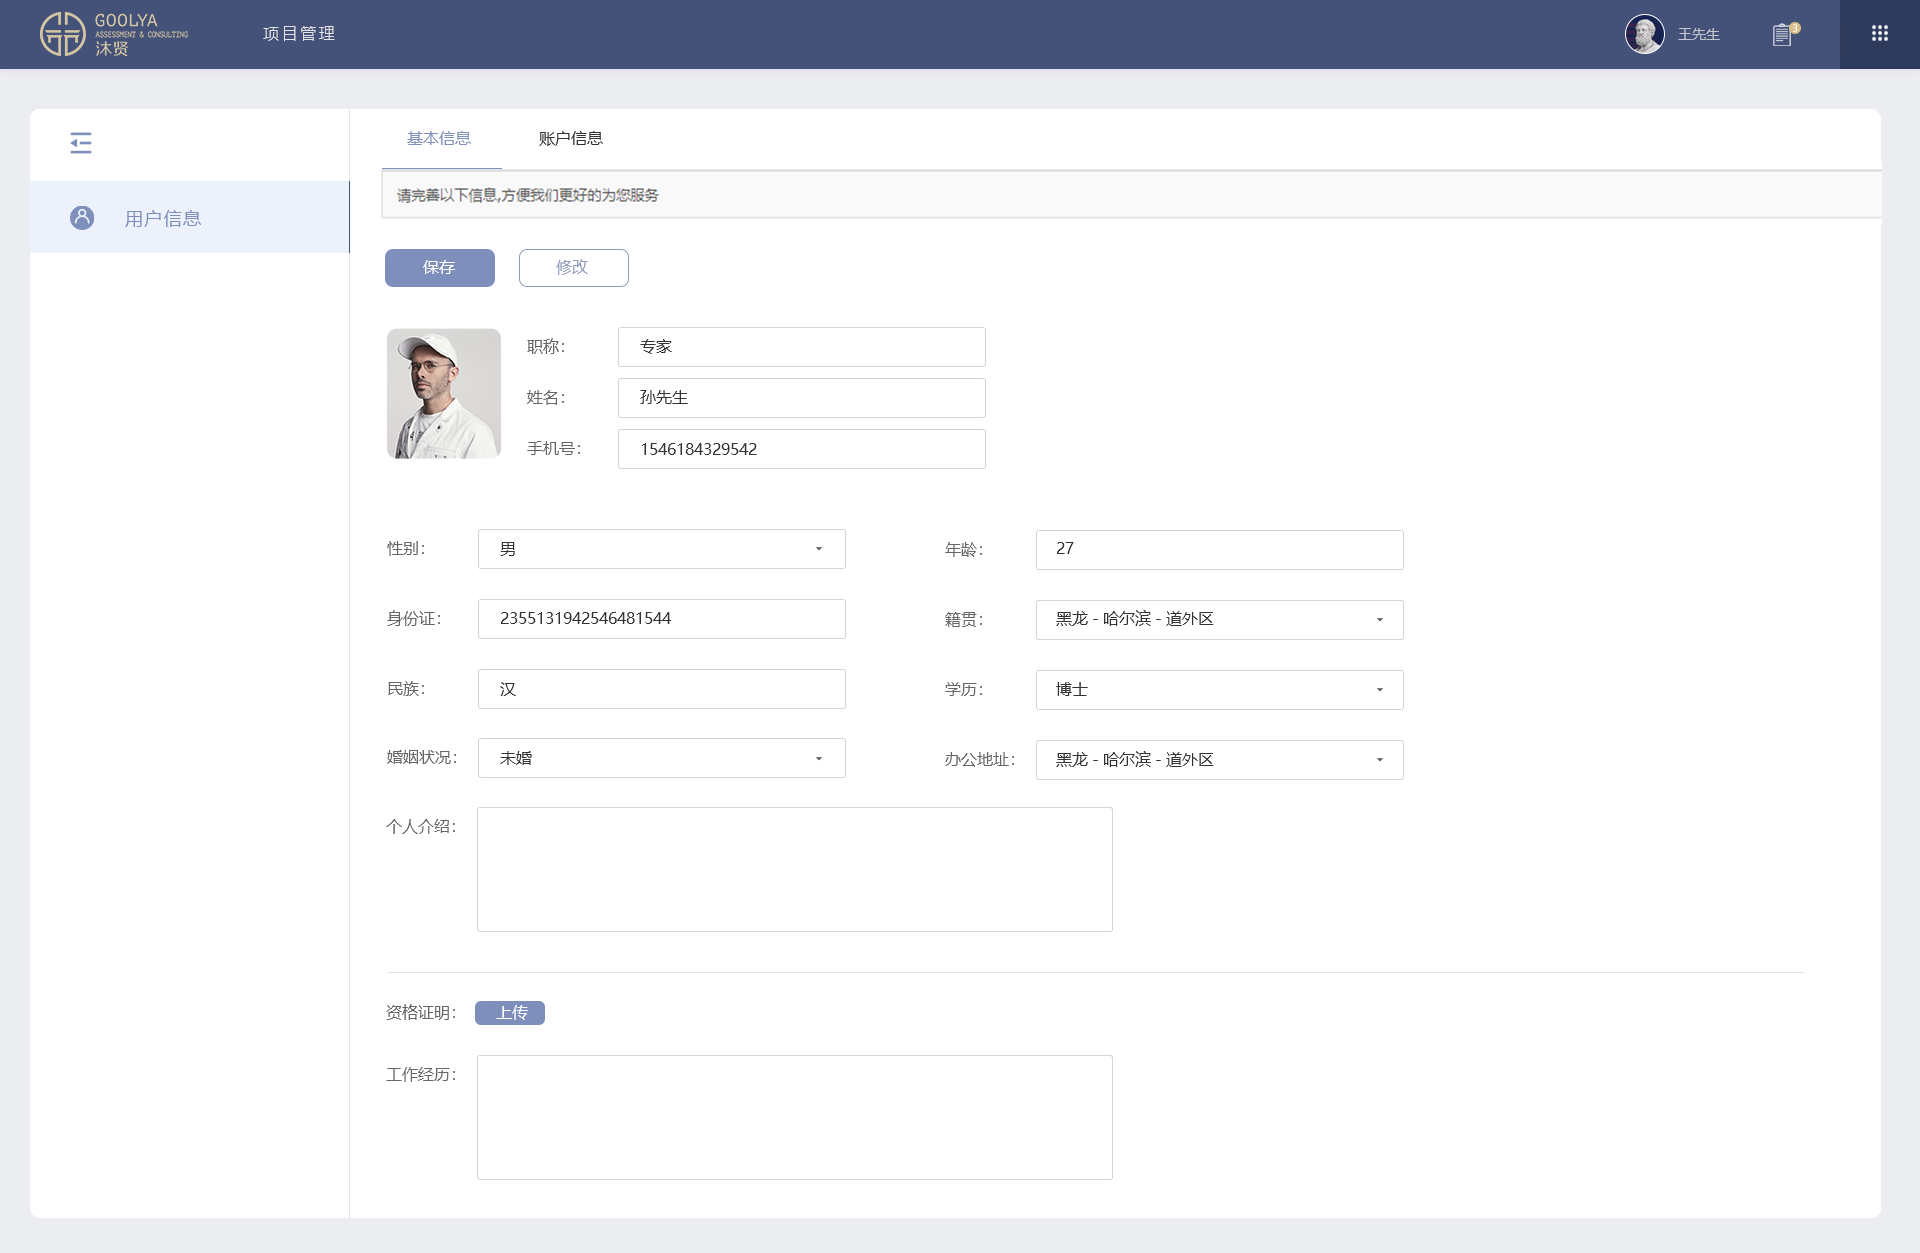 GOOLYA
ASSESSMENT & CONSULTING
沐贤
项目管理
王先生
3
基本信息
账户信息
请完善以下信息,方便我们更好的为您服务
用户信息
保存
修改
职称：
专家
姓名：
孙先生
手机号：
1546184329542
性别：
男
年龄：
27
身份证：
2355131942546481544
籍贯：
黑龙 - 哈尔滨 - 道外区
民族：
汉
学历：
博士
婚姻状况：
未婚
办公地址：
黑龙 - 哈尔滨 - 道外区
个人介绍：
资格证明：
上传
工作经历：